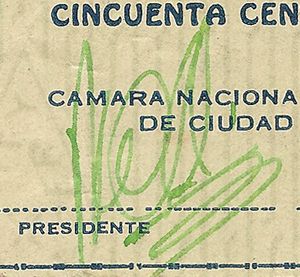 CINCUENTA CEN
CAMARA NACIONA
DE CIUDAD
PRESIDENTE